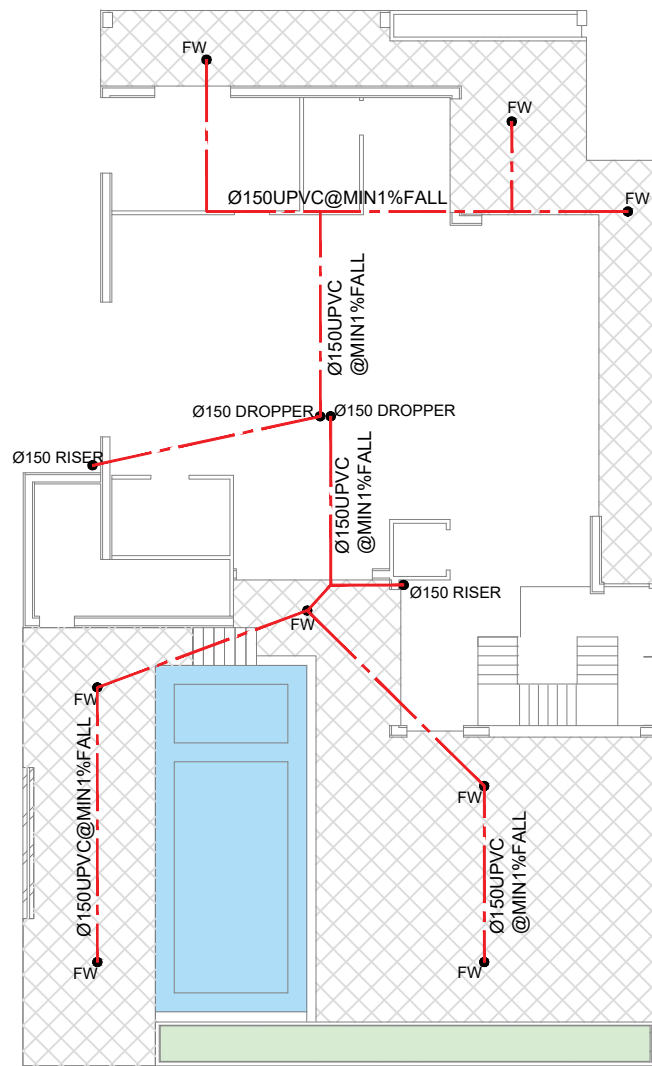 FW
FW
Ø150UPVC@MIN1%FALL
FW
Ø150UPVC
@MIN1%FALL
Ø150 DROPPER
Ø150 DROPPER
Ø150 RISER
Ø150UPVC
@MIN1%FALL
Ø150 RISER
FW
FW
Ø150UPVC@MIN1%FALL
FW
Ø150UPVC
@MIN1%FALL
FW
FW